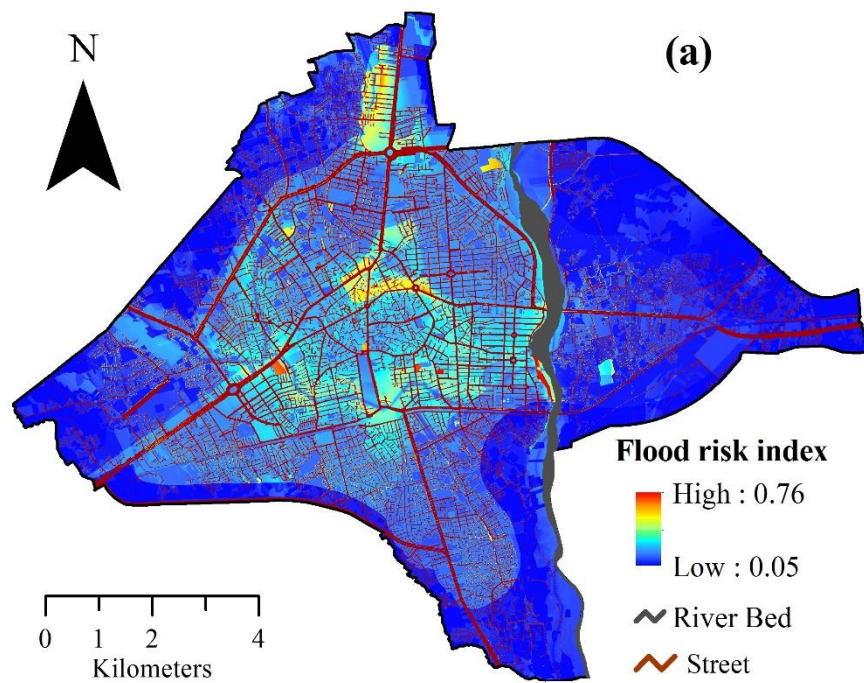 N
(a)
Flood risk index
High : 0.76
Low : 0.05
River Bed
Street
0 1 2 4
Kilometers